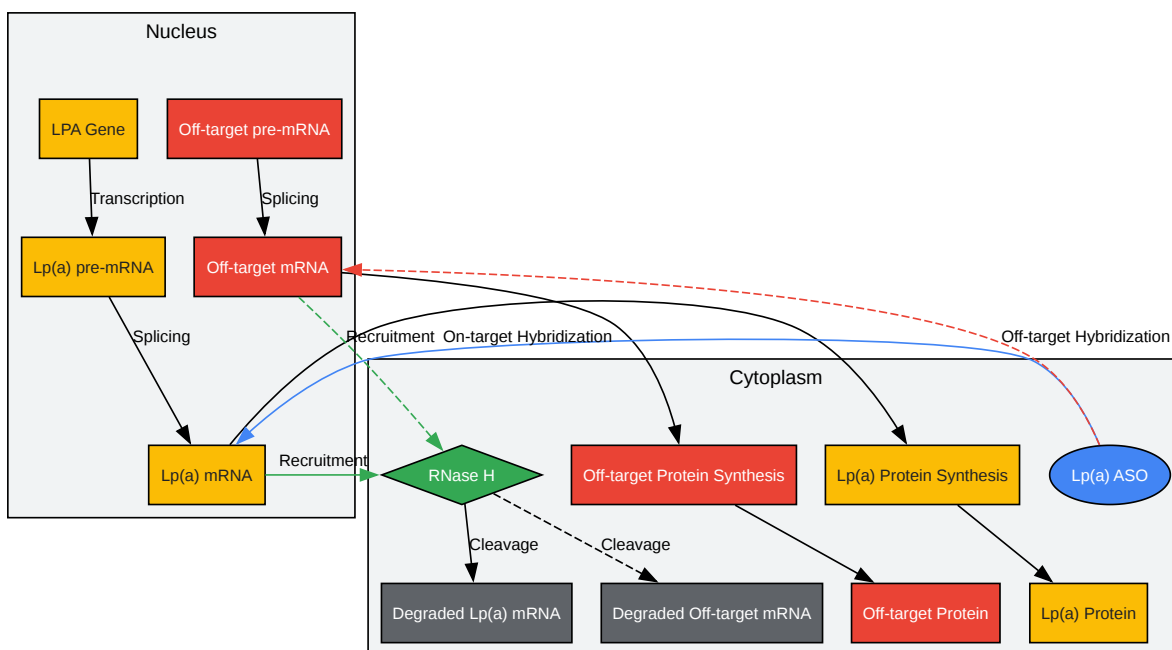 Nucleus
LPA Gene
Off-target pre-mRNA
Transcription
Splicing
Lp(a) pre-mRNA
Off-target mRNA
Splicing
Recruitment
On-target Hybridization
Off-target Hybridization
Cytoplasm
Lp(a) mRNA
Recruitment
RNase H
Off-target Protein Synthesis
Lp(a) Protein Synthesis
Lp(a) ASO
Cleavage
Cleavage
Degraded Lp(a) mRNA
Degraded Off-target mRNA
Off-target Protein
Lp(a) Protein